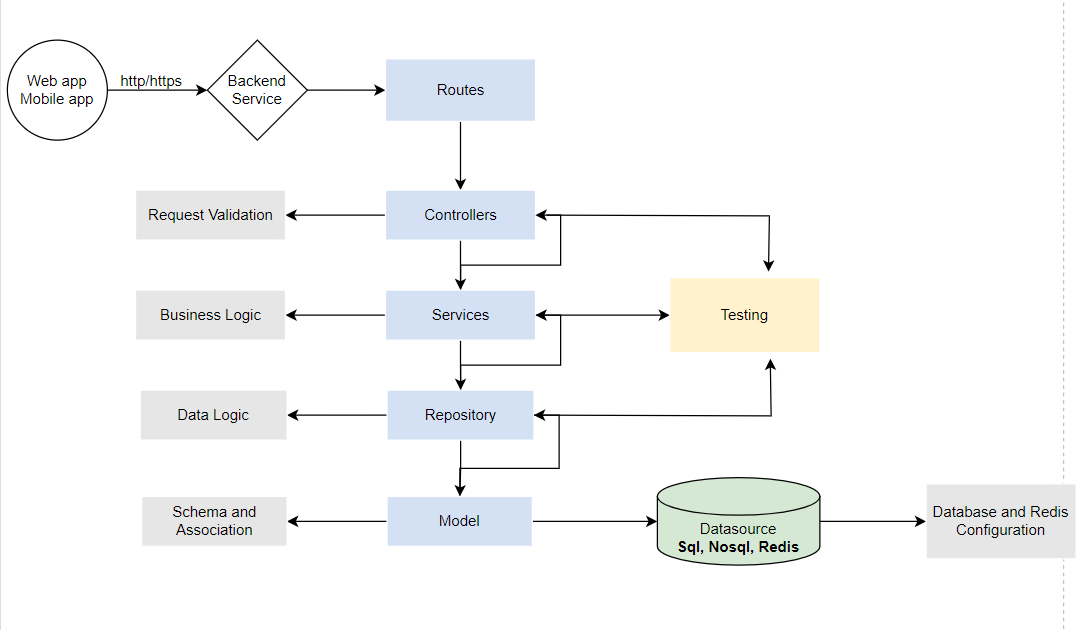 Web app
Mobile app
http/https
Backend
Service
Routes
Request Validation
Controllers
Business Logic
Services
Testing
Data Logic
Repository
Schema and
Association
Model
Datasource
Sql, Nosql, Redis
Database and Redis
Configuration